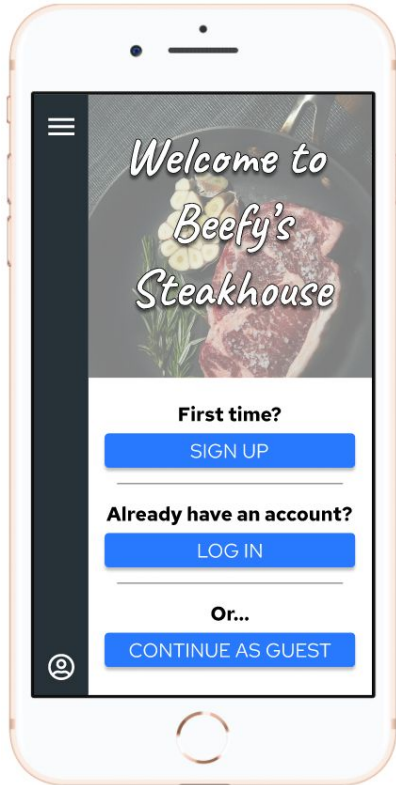 Welcome to
Beefy's
Steakhouse
First time?
SIGN UP
Already have an account?
LOG IN
Or...
CONTINUE AS GUEST